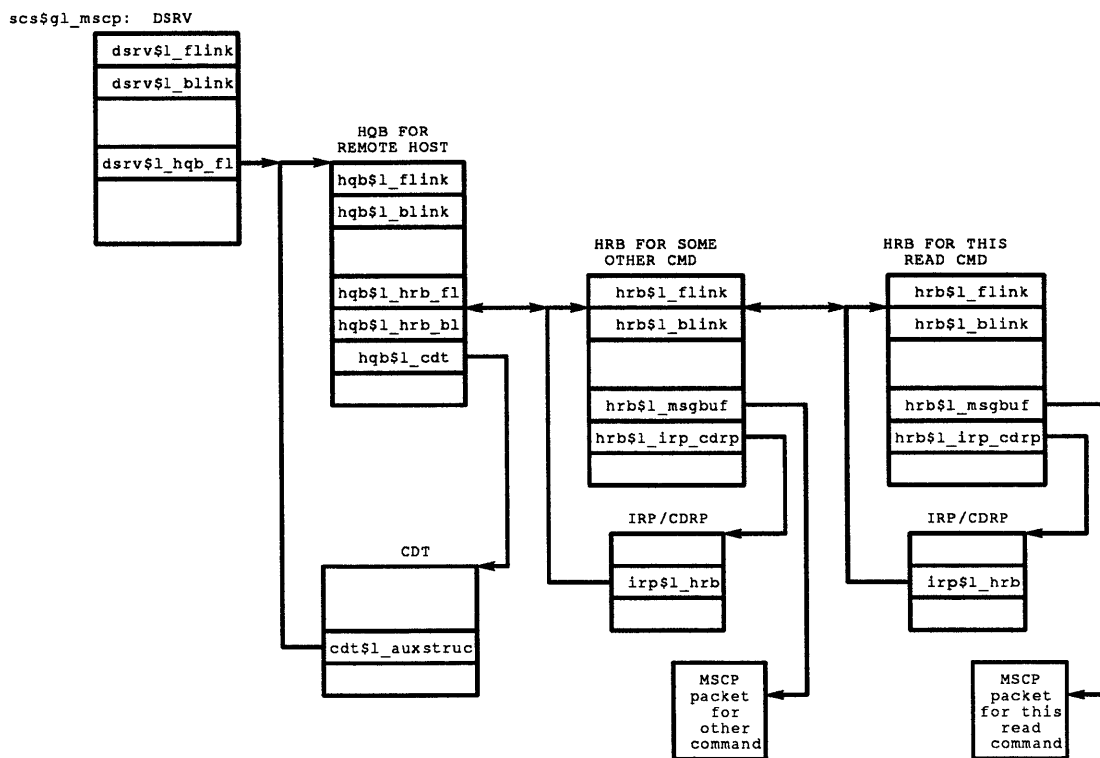 scs$gl_mscp: DSRV
dsrv$l_flink
dsrv$l_blink
dsrv$l_hqb_fl
HQB FOR
REMOTE HOST
hqb$l_flink
hqb$l_blink
hqb$l_hrb_fl
hqb$l_hrb_bl
hqb$l_cdt
HRB FOR SOME
OTHER CMD
hrb$l_flink
hrb$l_blink
hrb$l_msgbuf
hrb$l_irp_cdrp
HRB FOR THIS
READ CMD
hrb$l_flink
hrb$l_blink
hrb$l_msgbuf
hrb$l_irp_cdrp
CDT
cdt$l_auxstruc
IRP/CDRP
irp$l_hrb
IRP/CDRP
irp$l_hrb
MSCP
packet
for
other
command
MSCP
packet
for this
read
command